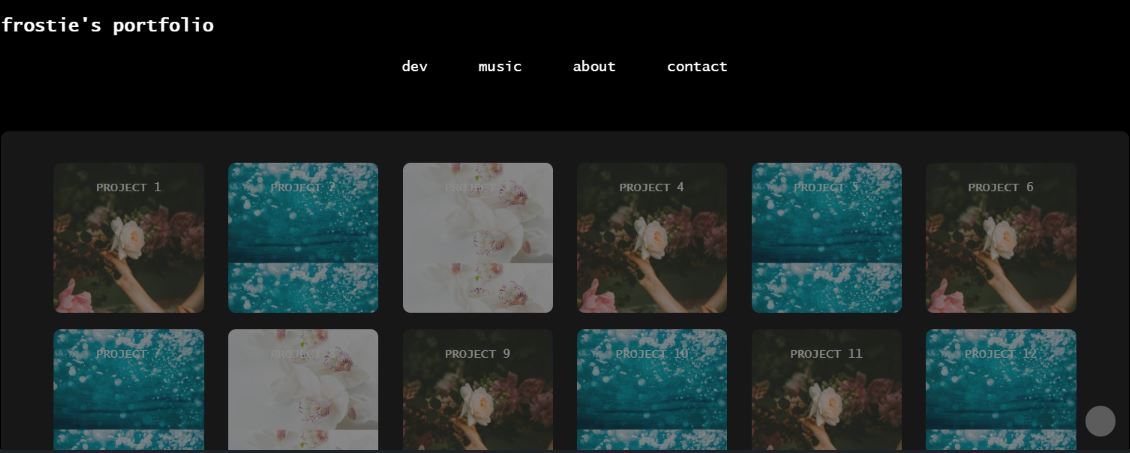 frostie's portfolio
dev music about contact
PROJECT 1 PROJECT 2 PROJECT 3 PROJECT 4 PROJECT 5 PROJECT 6
PROJECT 7 PROJECT 8 PROJECT 9 PROJECT 10 PROJECT 11 PROJECT 12